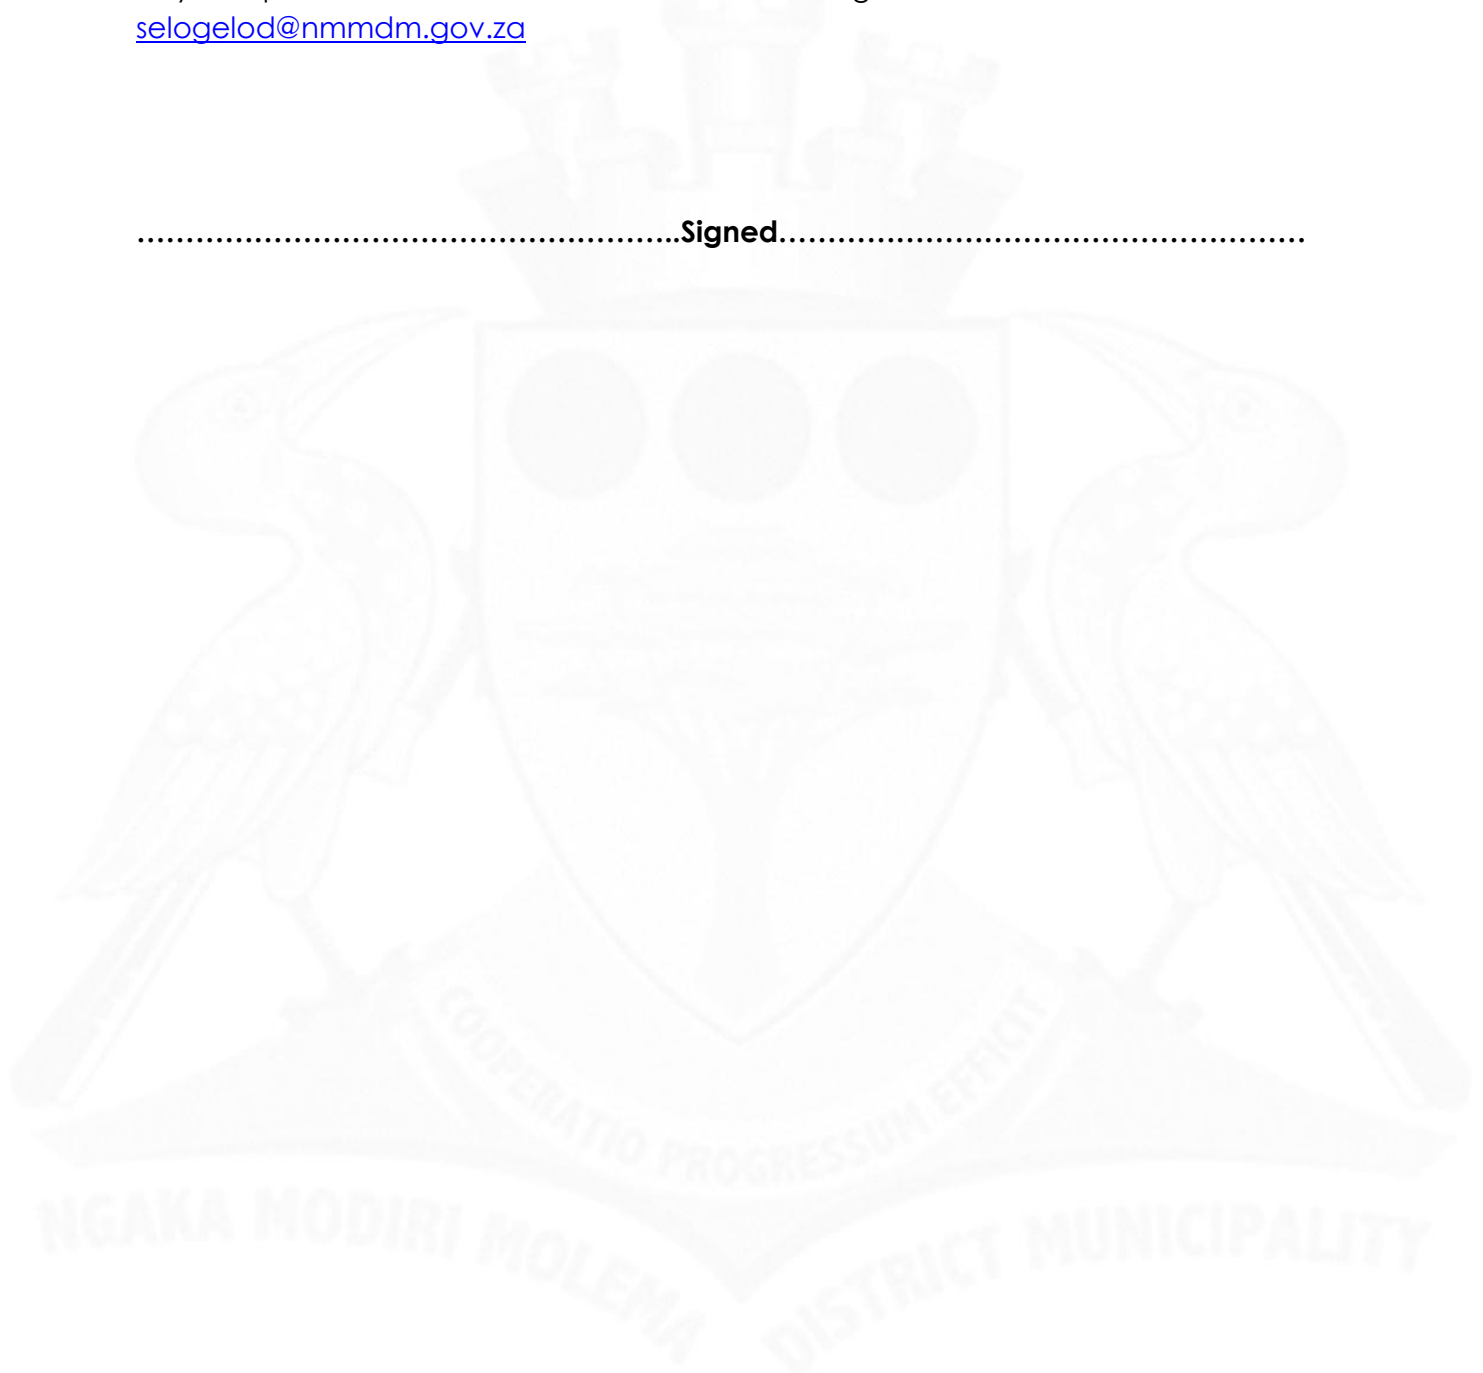 selogelod@nmmdm.gov.za
…………………………………………………..Signed………………………………………………
COOPERATIO PROGRESSUM EFFICIT
NGAKA MODIRI MOLEMA DISTRICT MUNICIPALITY